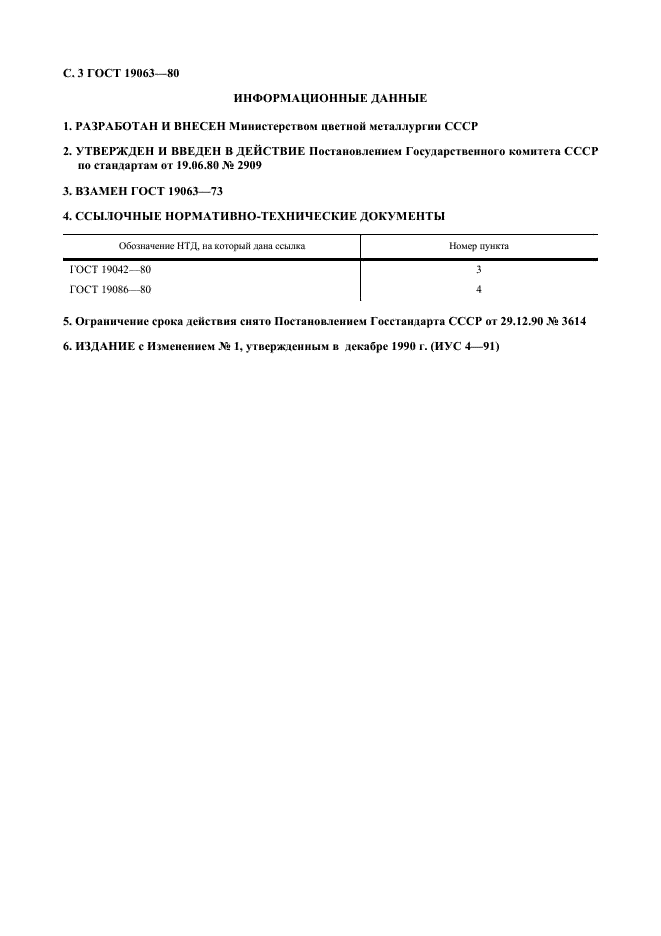 С. 3 ГОСТ 19063—80
ИНФОРМАЦИОННЫЕ ДАННЫЕ
1. РАЗРАБОТАН И ВНЕСЕН Министерством цветной металлургии СССР
2. УТВЕРЖДЕН И ВВЕДЕН В ДЕЙСТВИЕ Постановлением Государственного комитета СССР
по стандартам от 19.06.80 № 2909
3. ВЗАМЕН ГОСТ 19063—73
4. ССЫЛОЧНЫЕ НОРМАТИВНО-ТЕХНИЧЕСКИЕ ДОКУМЕНТЫ
Обозначение НТД, на который дана ссылка Номер пункта
ГОСТ 19042—80 3
ГОСТ 19086—80 4
5. Ограничение срока действия снято Постановлением Госстандарта СССР от 29.12.90 № 3614
6. ИЗДАНИЕ с Изменением № 1, утвержденным в декабре 1990 г. (ИУС 4—91)